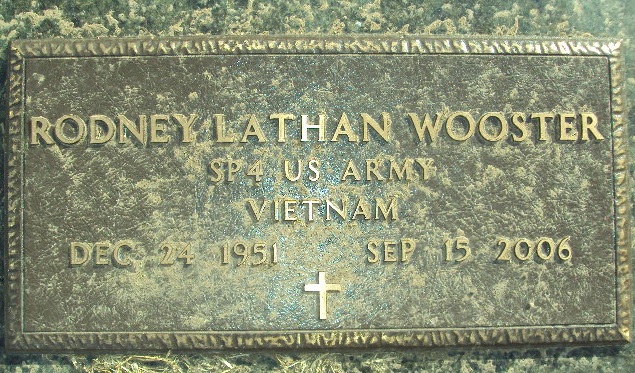 RODNEY LATHAN WOOSTER
SP4 US ARMY
VIETNAM
DEC 24 1951 SEP 15 2006